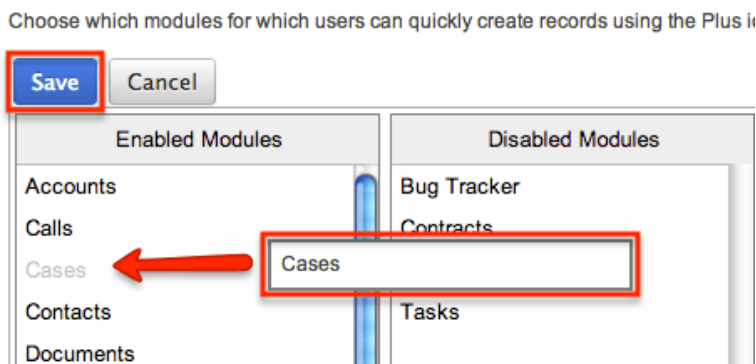 Choose which modules for which users can quickly create records using the Plus
Save
Cancel
Enabled Modules
Disabled Modules
Accounts
Bug Tracker
Calls
Contracts
Cases
Cases
Contacts
Tasks
Documents